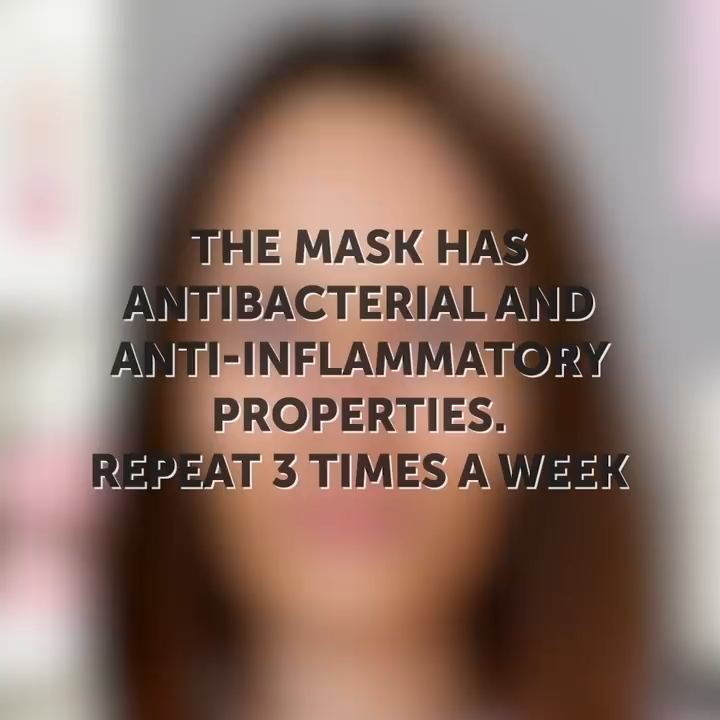 THE MASK HAS
ANTIBACTERIAL AND
ANTI-INFLAMMATORY
PROPERTIES.
REPEAT 3 TIMES A WEEK